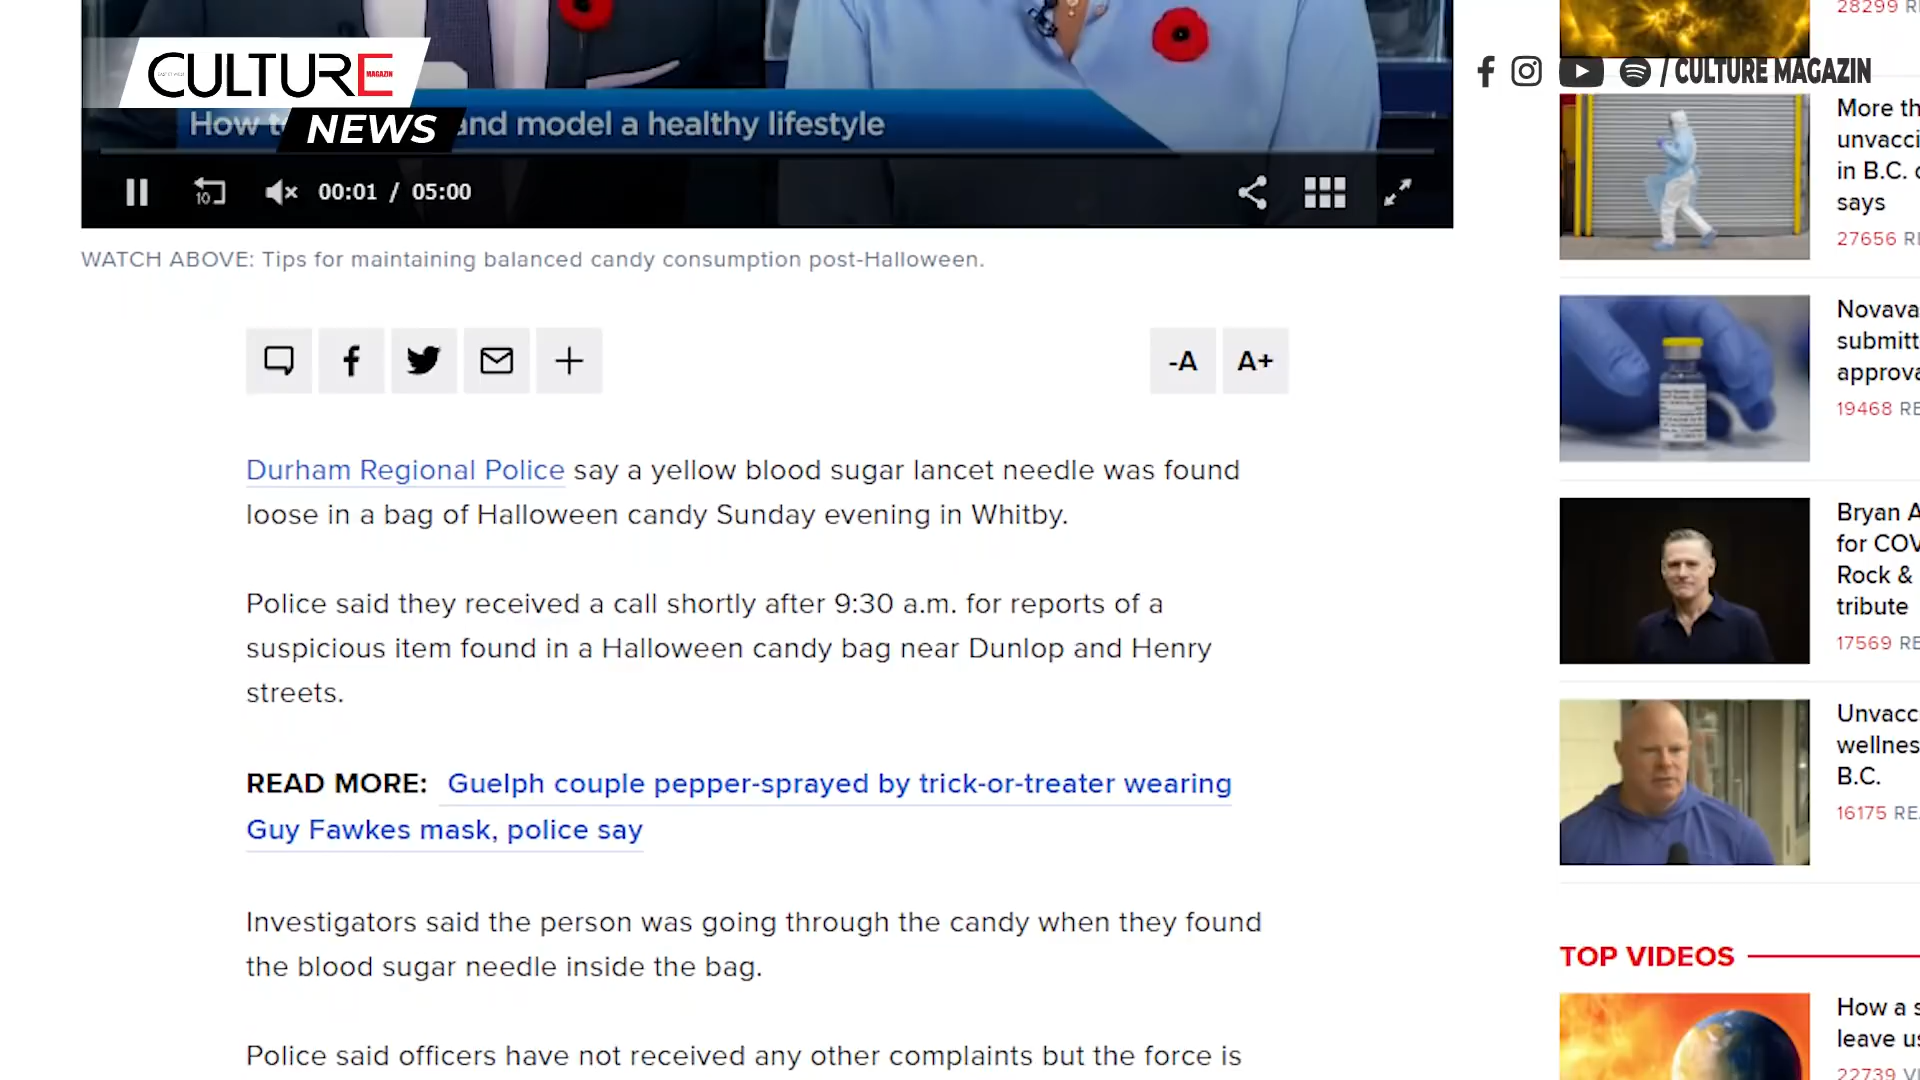 CULTURE
MAGAZIN
NEWS
/ CULTURE MAGAZIN
and model a healthy lifestyle
10
00:01 / 05:00
WATCH ABOVE: Tips for maintaining balanced candy consumption post-Halloween.
-A
A+
Durham Regional Police say a yellow blood sugar lancet needle was found
loose in a bag of Halloween candy Sunday evening in Whitby.
Police said they received a call shortly after 9:30 a.m. for reports of a
suspicious item found in a Halloween candy bag near Dunlop and Henry
streets.
READ MORE: Guelph couple pepper-sprayed by trick-or-treater wearing
Guy Fawkes mask, police say
Investigators said the person was going through the candy when they found
the blood sugar needle inside the bag.
Police said officers have not received any other complaints but the force is
28299
More
in B.C.
says
27656
submitt
approva
19468
Bryan A
for COV
Rock &
tribute
17569
Unvacc
wellnes
B.C.
16175
TOP VIDEOS
How a s
leave us
22739